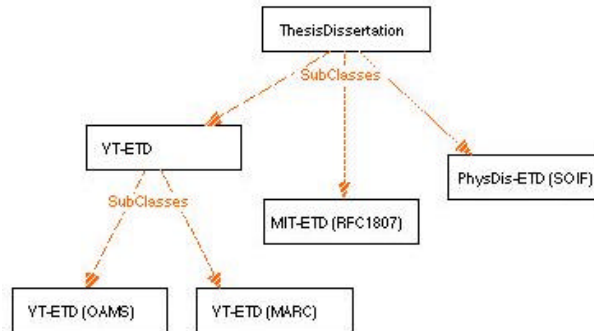 ThesisDissertation
SubClasses
VT-ETD
PhysDis-ETD (SOIF)
SubClasses
MIT-ETD (RFC1807)
VT-ETD (OAMS)
VT-ETD (MARC)